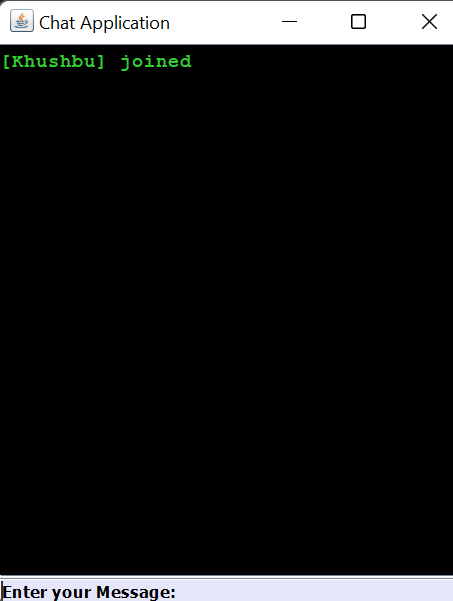 Chat Application
[Khushbu] joined
Enter your Message: